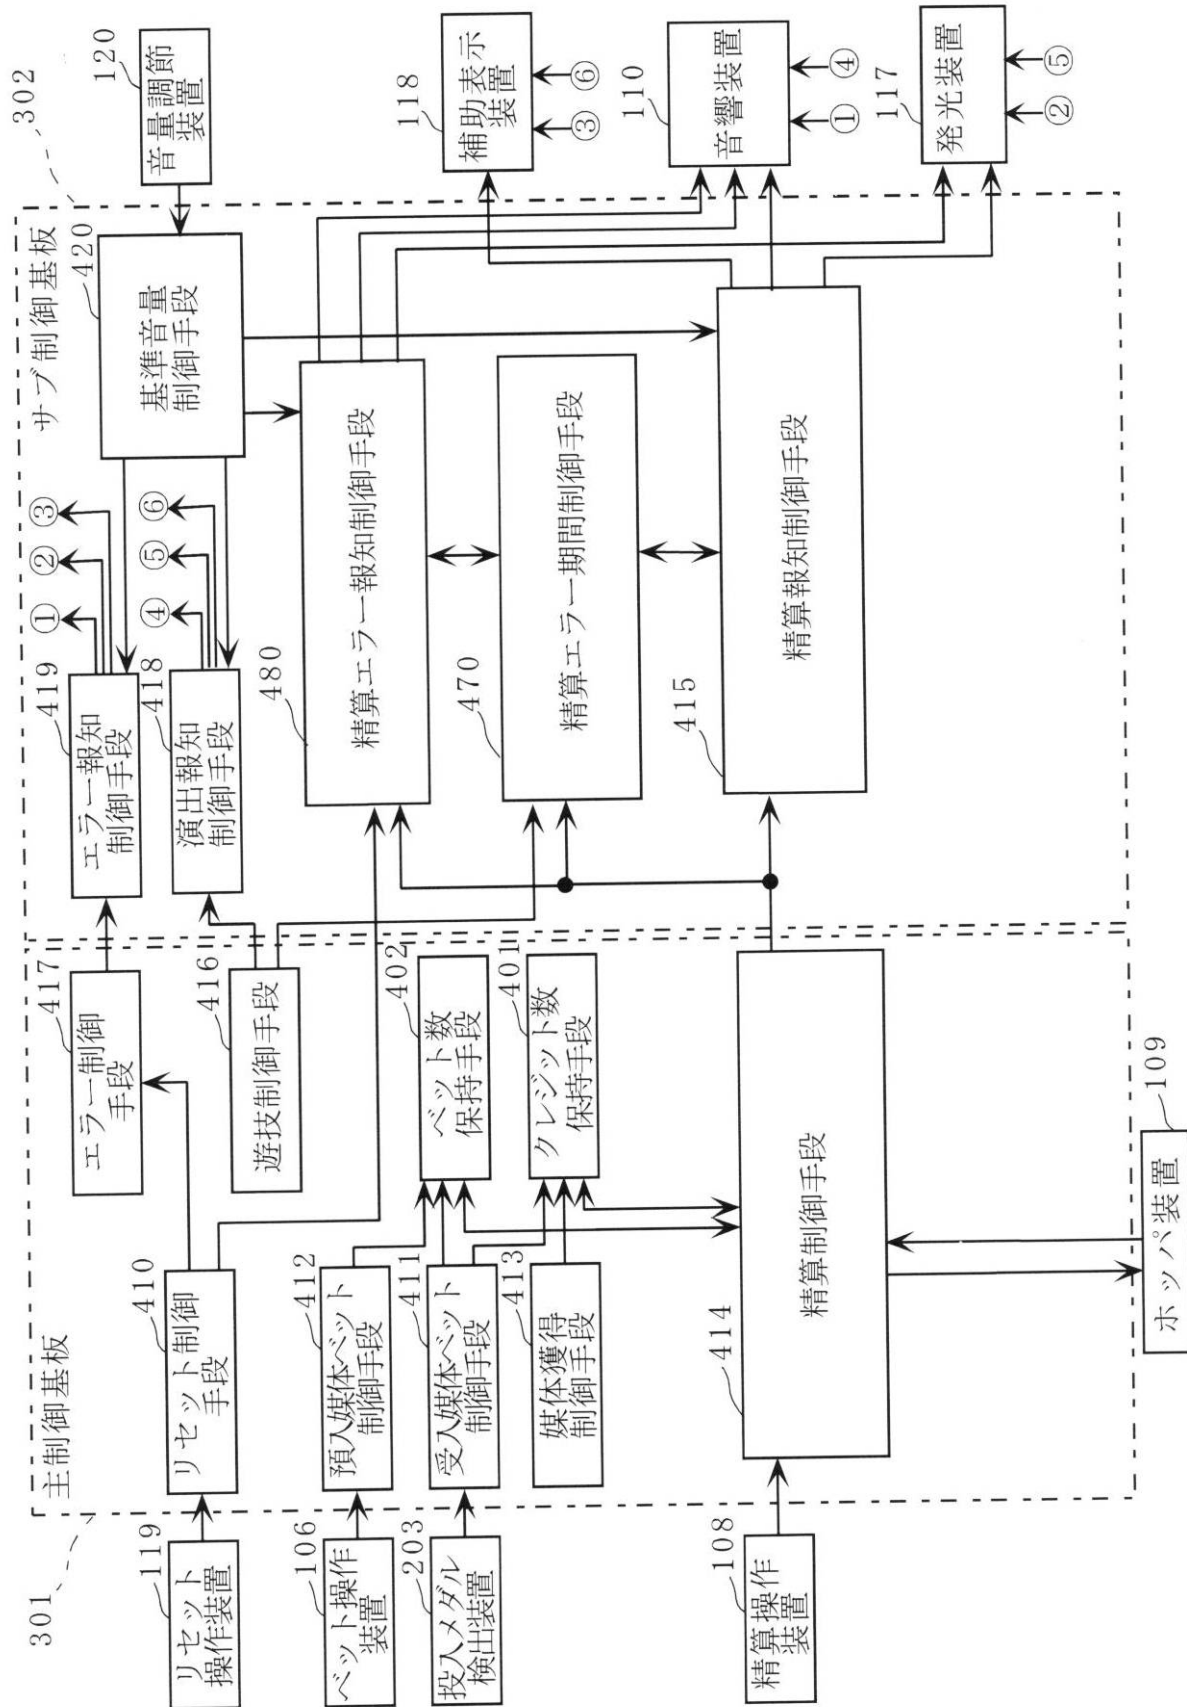 301
主制御基板
サブ制御基板
302
リセット
操作装置
119
リセット制御
手段
410
エラー制御
手段
417
エラー報知
制御手段
419
①
②
③
基準音量
制御手段
420
音量調節
装置
120
遊技制御手段
416
演出報知
制御手段
418
④
⑤
⑥
ベット操作
装置
106
預入媒体ベット
制御手段
412
ベット数
保持手段
402
精算エラー報知制御手段
480
補助表示
装置
118
③
⑥
投入メダル
検出装置
203
受入媒体ベット
制御手段
411
クレジット数
保持手段
401
精算エラー期間制御手段
470
音響装置
110
①
④
媒体獲得
制御手段
413
精算操作
装置
108
精算制御手段
414
精算報知制御手段
415
発光装置
117
②
⑤
ホッパ装置
109